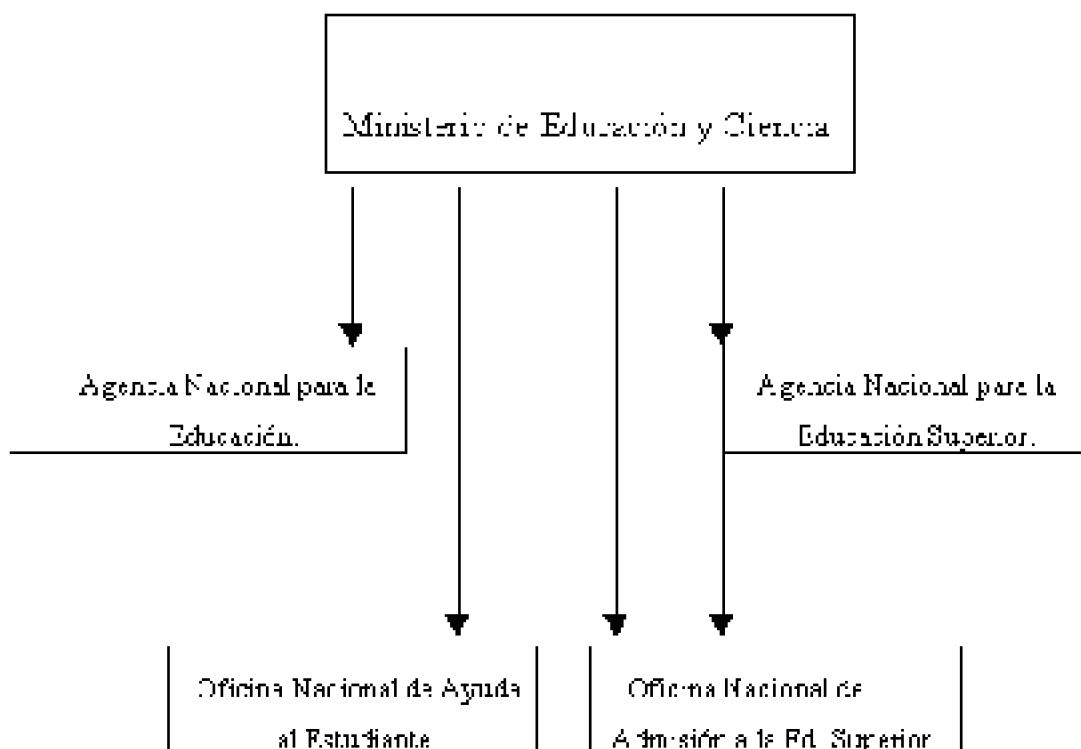 Ministerio de Educación y Ciencia
Agencia Nacional para la
Educación.
Agencia Nacional para la
Educación Superior.
Oficina Nacional de Ayuda
al Estudiante
Oficina Nacional de
Admisión a la Ed. Superior